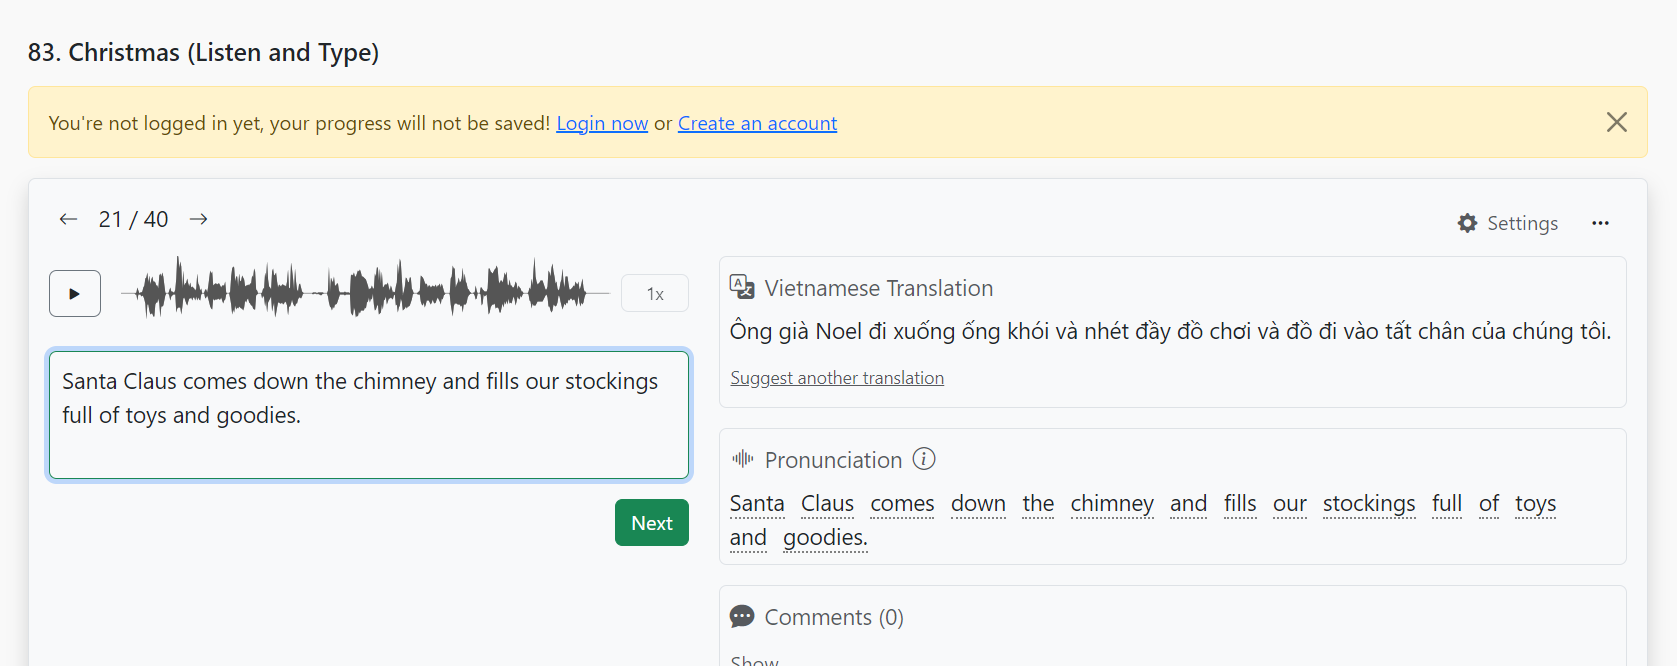 83. Christmas (Listen and Type)
You're not logged in yet, your progress will not be saved! Login now or Create an account
21 / 40
Settings
1x
Santa Claus comes down the chimney and fills our stockings
full of toys and goodies.
Next
Vietnamese Translation
Ông già Noel đi xuống ống khói và nhét đầy đồ chơi và đồ đi vào tất chân của chúng tôi.
Suggest another translation
Pronunciation
Santa Claus comes down the chimney and fills our stockings full of toys
and goodies.
Comments (0)
Show